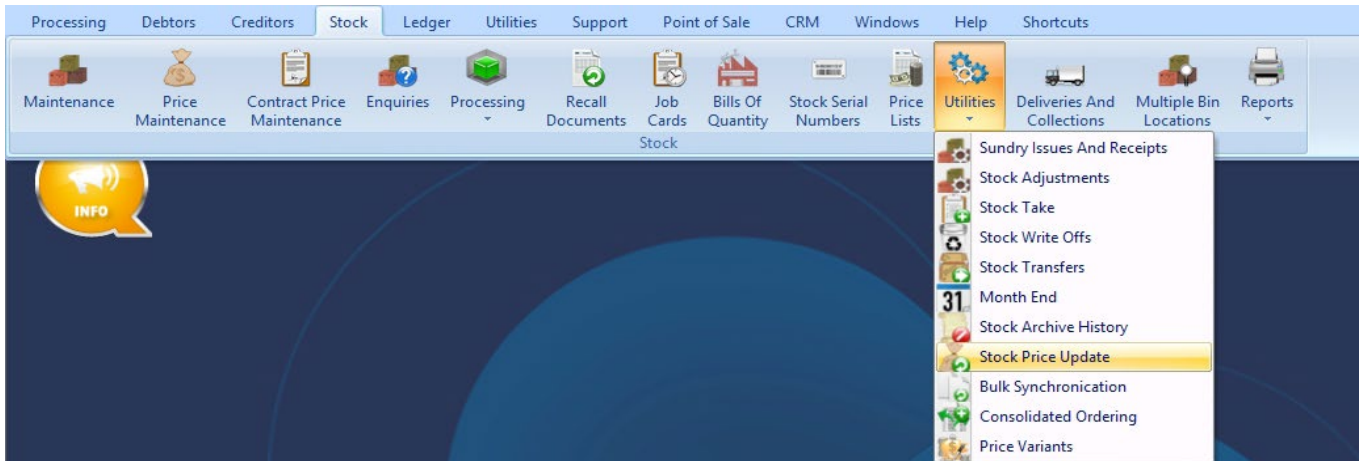 Processing Debtors Creditors Stock Ledger Utilities Support Point of Sale CRM Windows Help Shortcuts
Maintenance
Price
Maintenance
Contract Price
Maintenance
Enquiries
Processing
Recall
Documents
Job
Cards
Bills Of
Quantity
Stock Serial
Numbers
Price
Lists
Utilities
Deliveries And
Collections
Multiple Bin
Locations
Reports
Stock
INFO
Sundry Issues And Receipts
Stock Adjustments
Stock Take
Stock Write Offs
Stock Transfers
31 Month End
Stock Archive History
Stock Price Update
Bulk Synchronication
Consolidated Ordering
Price Variants